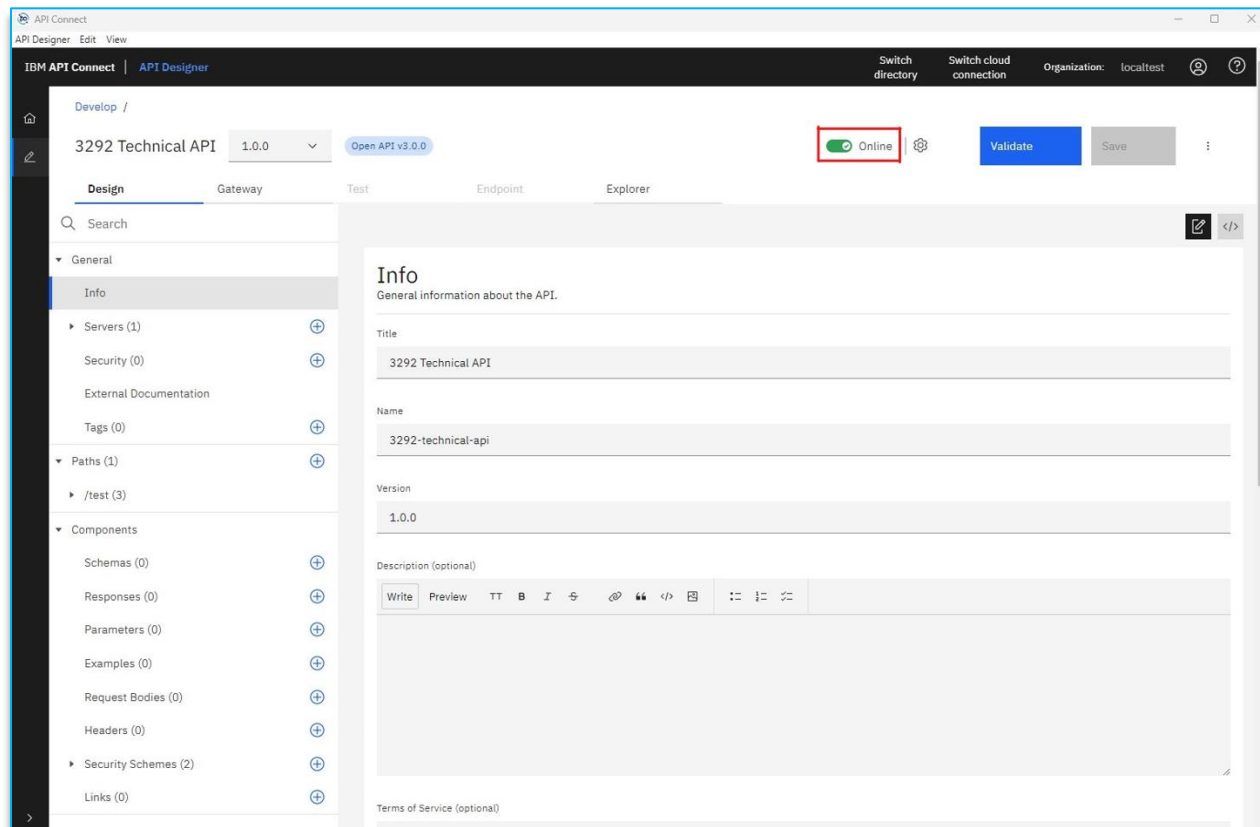 API Connect
API Designer Edit View
IBM API Connect | API Designer
Switch directory
Switch cloud connection
Organization: localtest
Develop /
3292 Technical API 1.0.0 Open API v3.0.0 Online Validate Save
Design Gateway Test Endpoint Explorer
Search
General
Info
Servers (1)
Security (0)
External Documentation
Tags (0)
Paths (1)
/test (3)
Components
Schemas (0)
Responses (0)
Parameters (0)
Examples (0)
Request Bodies (0)
Headers (0)
Security Schemes (2)
Links (0)
Info
General information about the API.
Title
3292 Technical API
Name
3292-technical-api
Version
1.0.0
Description (optional)
Write Preview TT B I S
Terms of Service (optional)